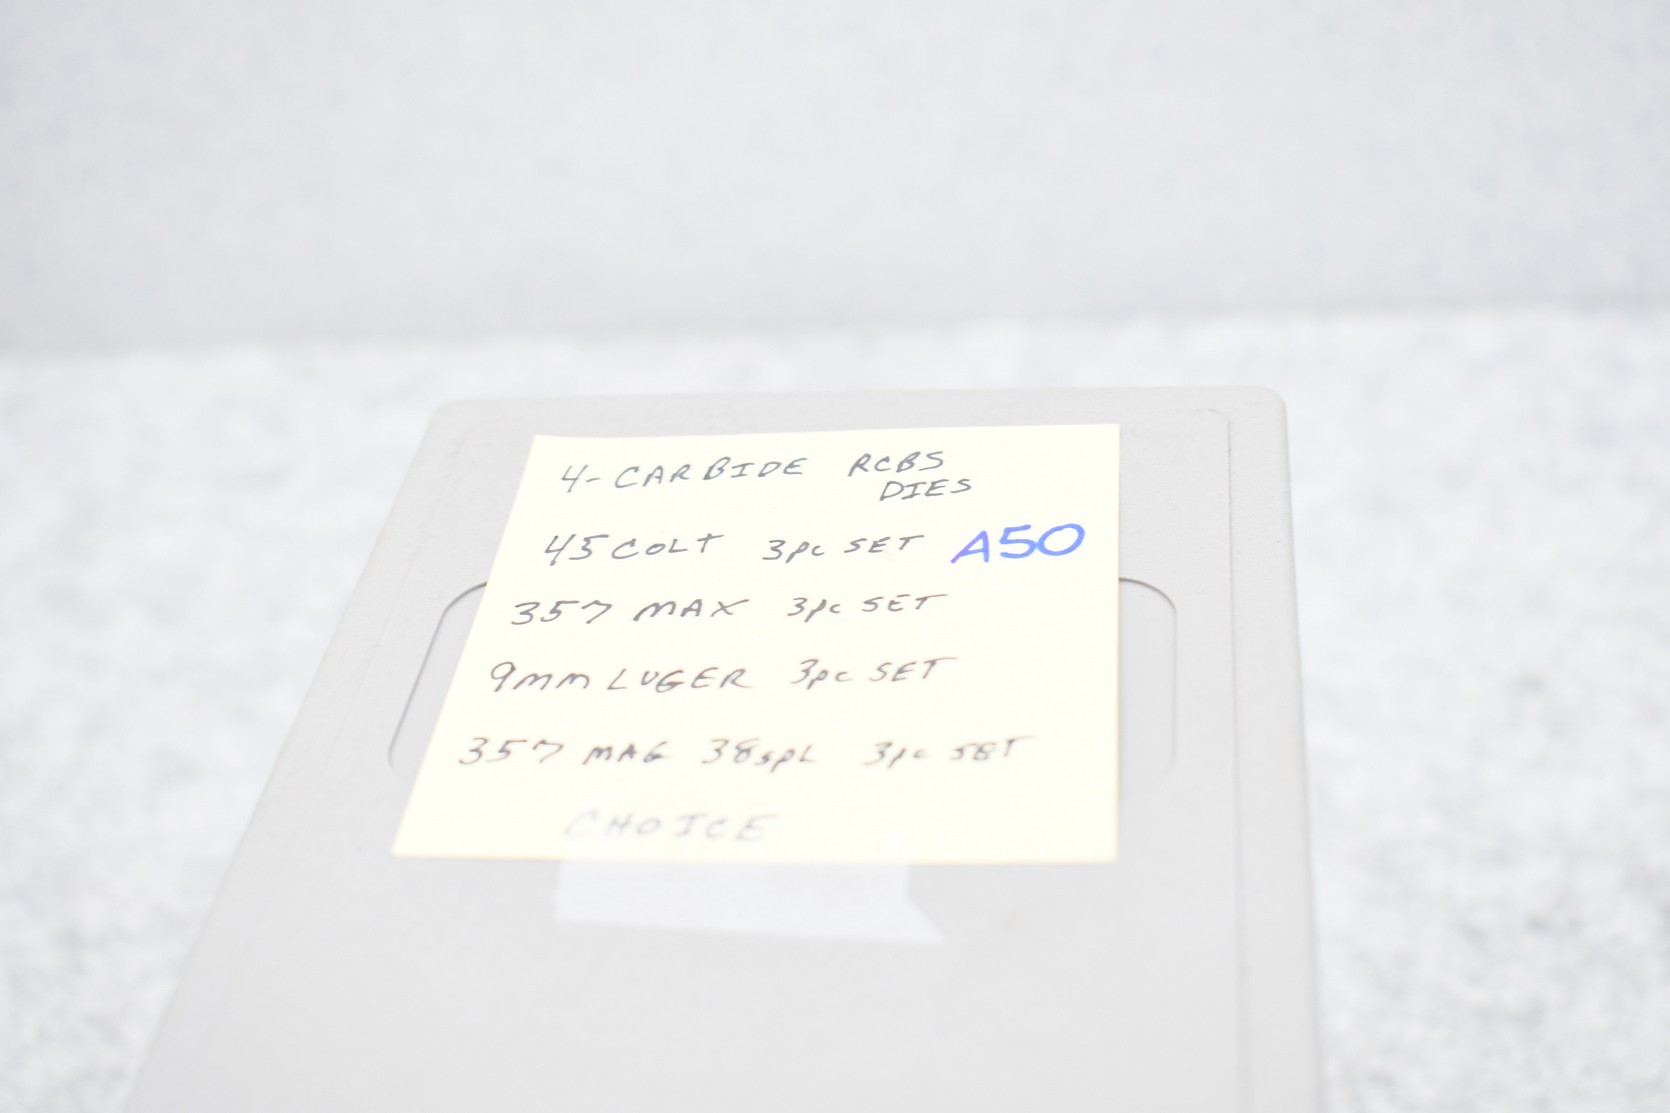 4-CARBIDE RCBS
DIES
45 COLT 3pc SET A50
357 MAX 3pc SET
9mm LUGER 3pc SET
357 MAG 38spL 3pc SET
CHOICE